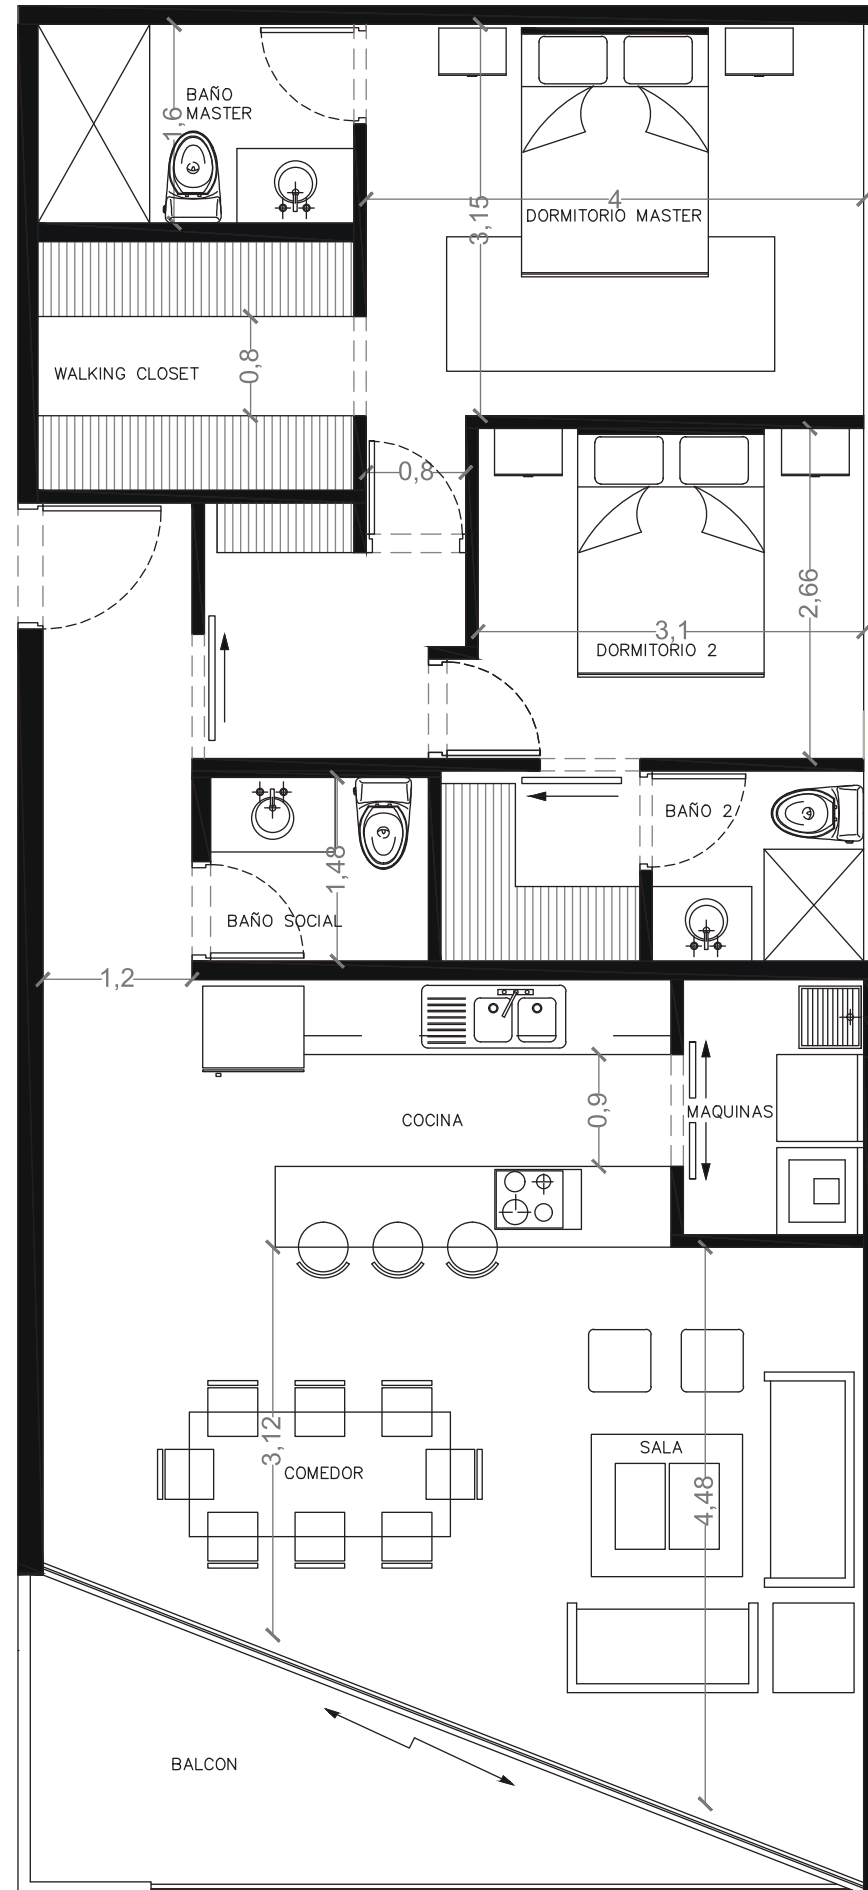 BAÑO
MASTER
1,6
4
3,15
DORMITORIO MASTER
WALKING CLOSET
0,8
0,8
2,66
3,1
DORMITORIO 2
BAÑO 2
1,48
BAÑO SOCIAL
1,2
COCINA
0,9
MAQUINAS
3,12
COMEDOR
SALA
4,48
BALCON